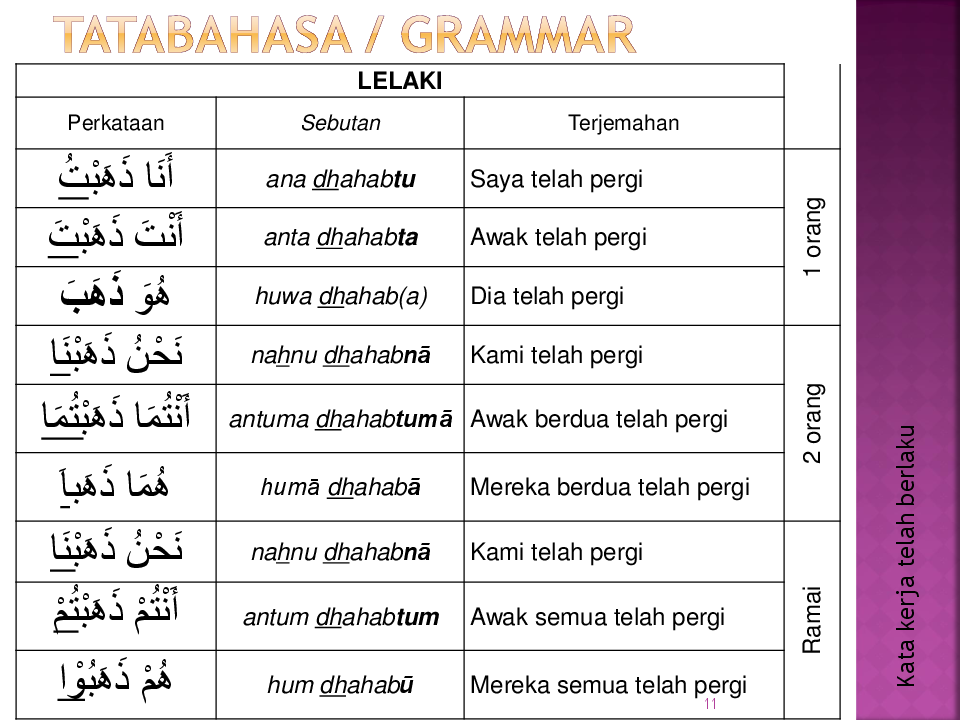 TATABAHASA / GRAMMAR
LELAKI
Perkataan Sebutan Terjemahan
أَنَا ذَهَبْتُ ana dhahabtu Saya telah pergi
أَنْتَ ذَهَبْتَ anta dhahabta Awak telah pergi
هُوَ ذَهَبَ huwa dhahab(a) Dia telah pergi
1 orang
نَحْنُ ذَهَبْنَا nahnu dhahabnā Kami telah pergi
أَنْتُمَا ذَهَبْتُمَا antuma dhahabtumā Awak berdua telah pergi
هُمَا ذَهَباَ humā dhahabā Mereka berdua telah pergi
2 orang
نَحْنُ ذَهَبْنَا nahnu dhahabnā Kami telah pergi
أَنْتُمْ ذَهَبْتُمْ antum dhahabtum Awak semua telah pergi
هُمْ ذَهَبُوْا hum dhahabū Mereka semua telah pergi
Ramai
Kata kerja telah berlaku
11